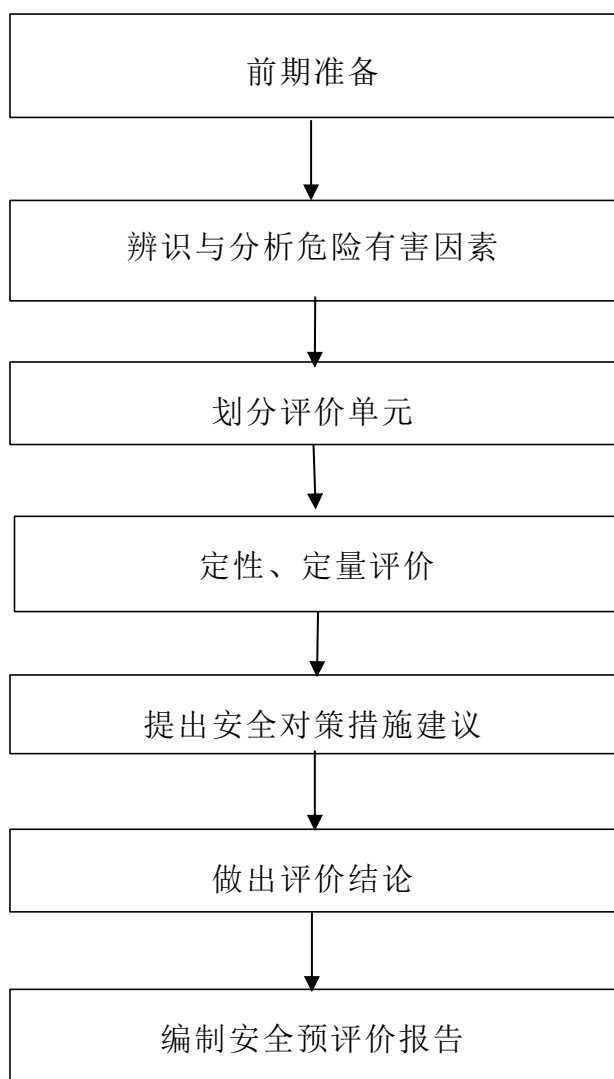 前期准备
辨识与分析危险有害因素
划分评价单元
定性、定量评价
提出安全对策措施建议
做出评价结论
编制安全预评价报告